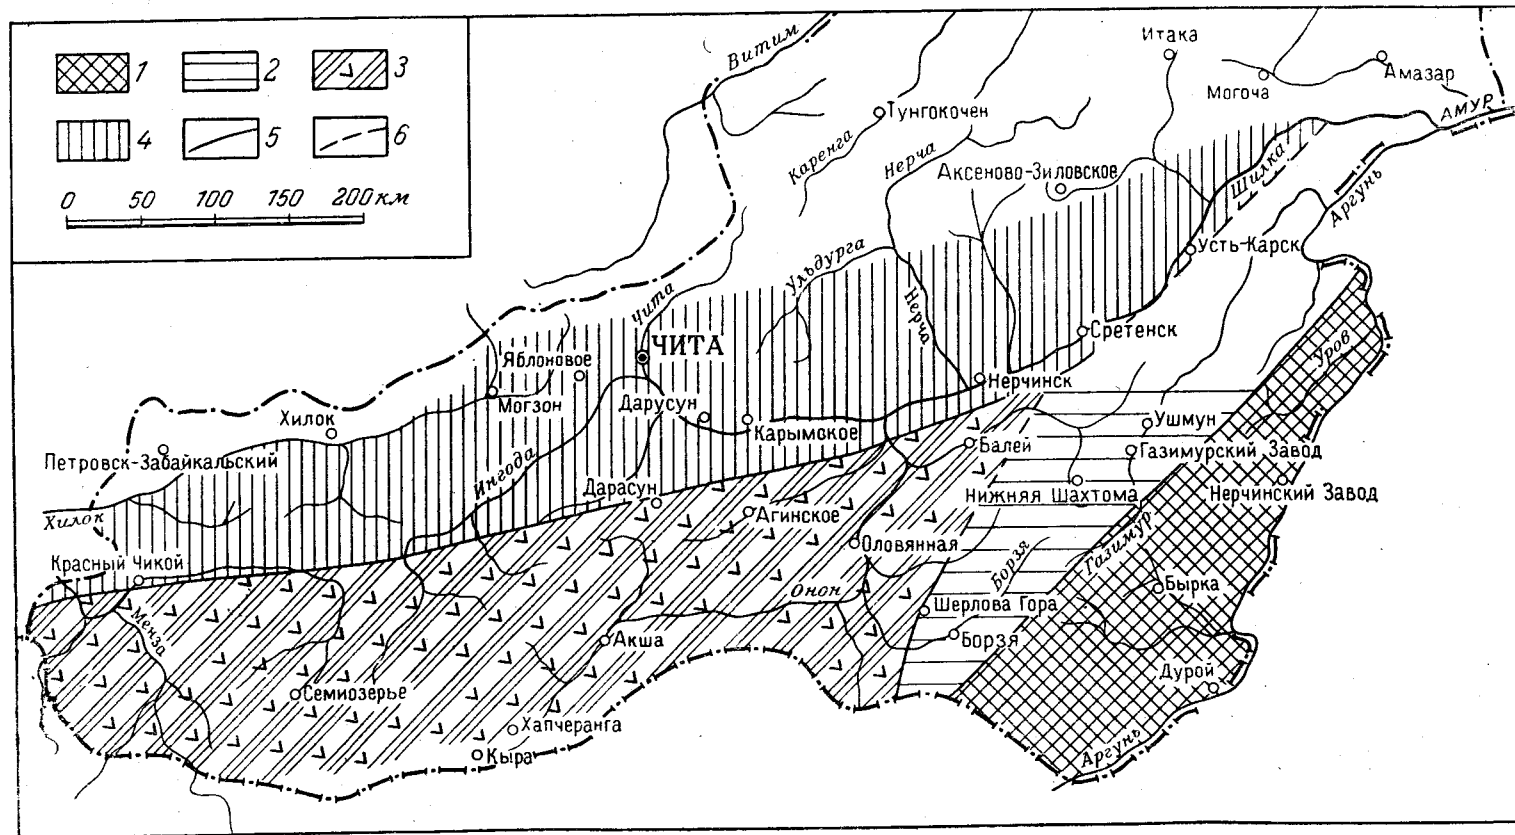 1 2 3
4 5 6
0 50 100 150 200 км
Витим
Итака
Могоча
Амазар
АМУР
Тунгокочен
Каренга
Нерча
Аксеново-Зиловское
Шилка
Аргунь
Усть-Карск
Ульдурга
Чита
Нерча
ЧИТА
Сретенск
Уров
Яблоновое
Могзон
Дарусун
Нерчинск
Хилок
Карымское
Ушмун
Балей
Петровск-Забайкальский
Газимурский Завод
Ингода
Дарасун
Нижняя Шахтома
Нерчинский Завод
Хилок
Агинское
Газимур
Оловянная
Красный Чикой
Борзя
Бырка
Онон
Менза
Шерлова Гора
Акша
Борзя
Дурой
Семиозерье
Хапчеранга
Кыра
Аргунь